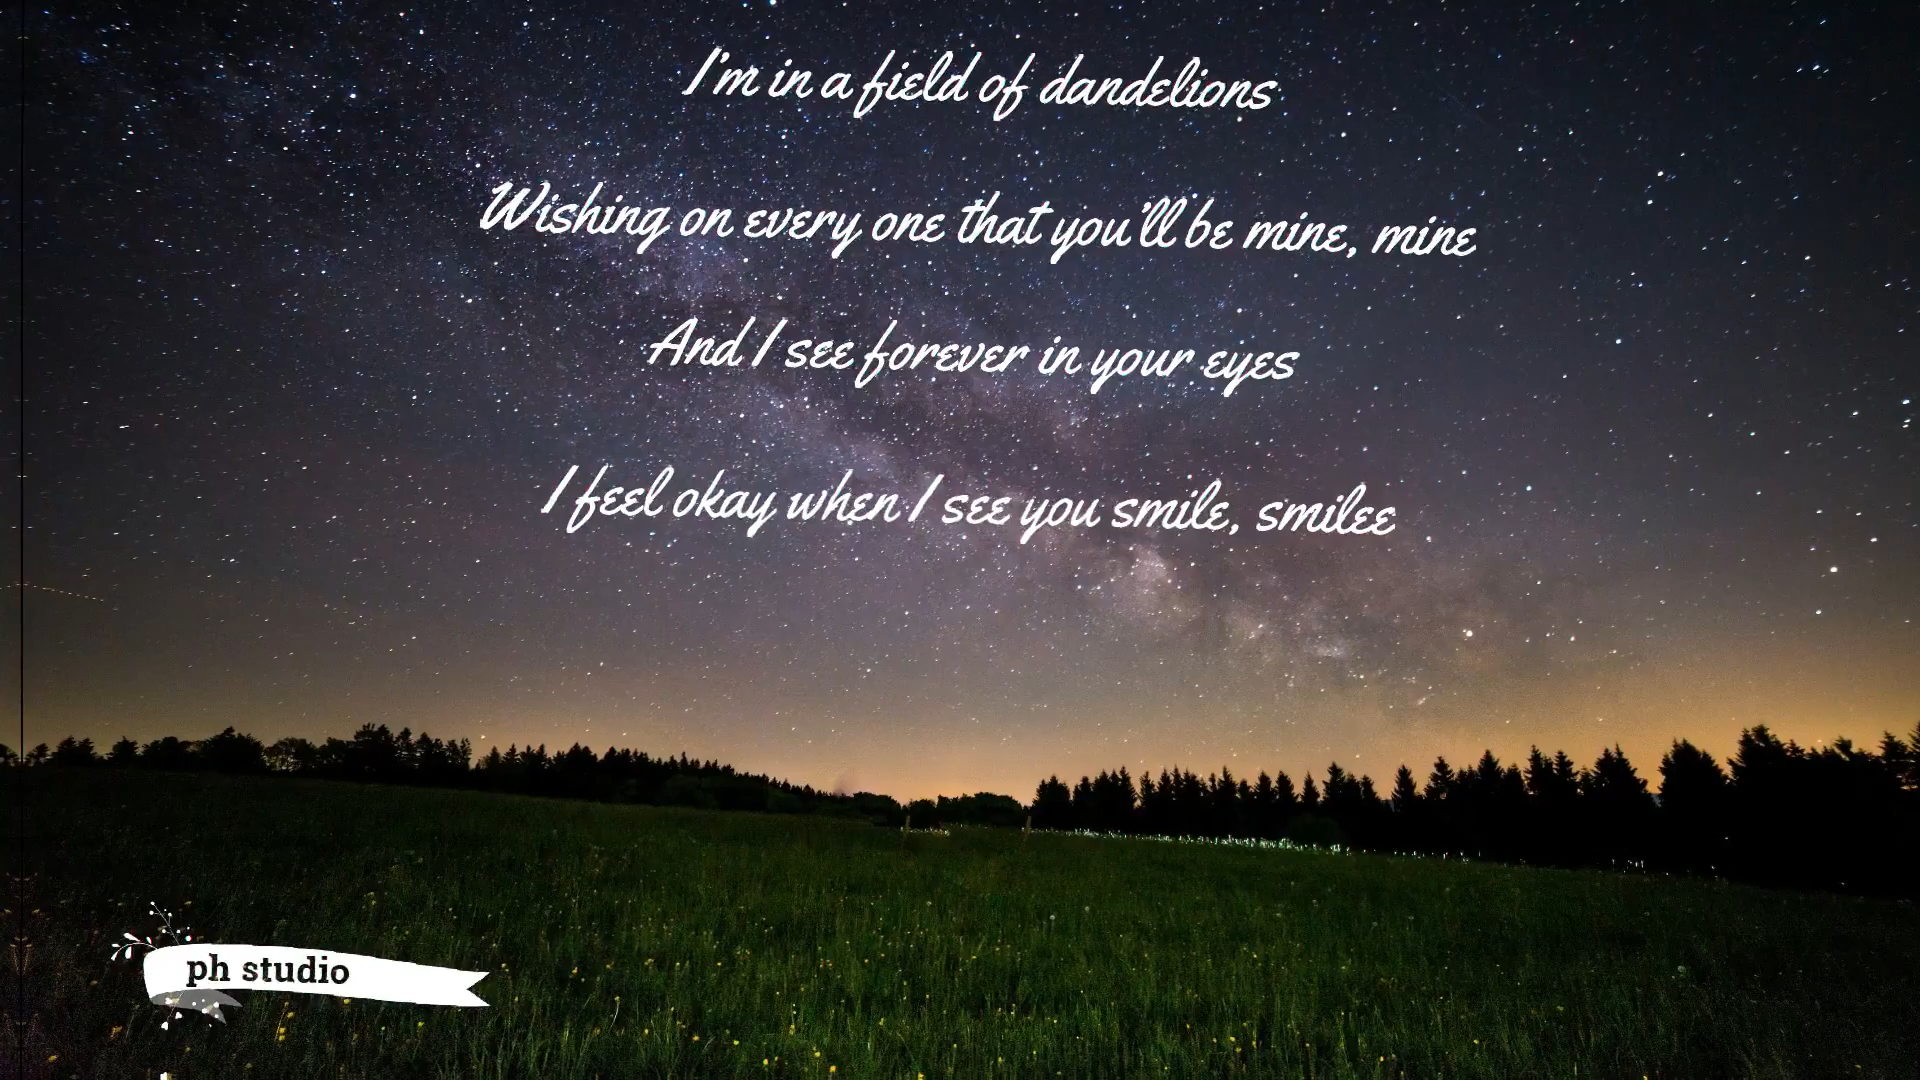 I'm in a field of dandelions
Wishing on every one that you'll be mine, mine
And I see forever in your eyes
I feel okay when I see you smile, smilee
ph studio